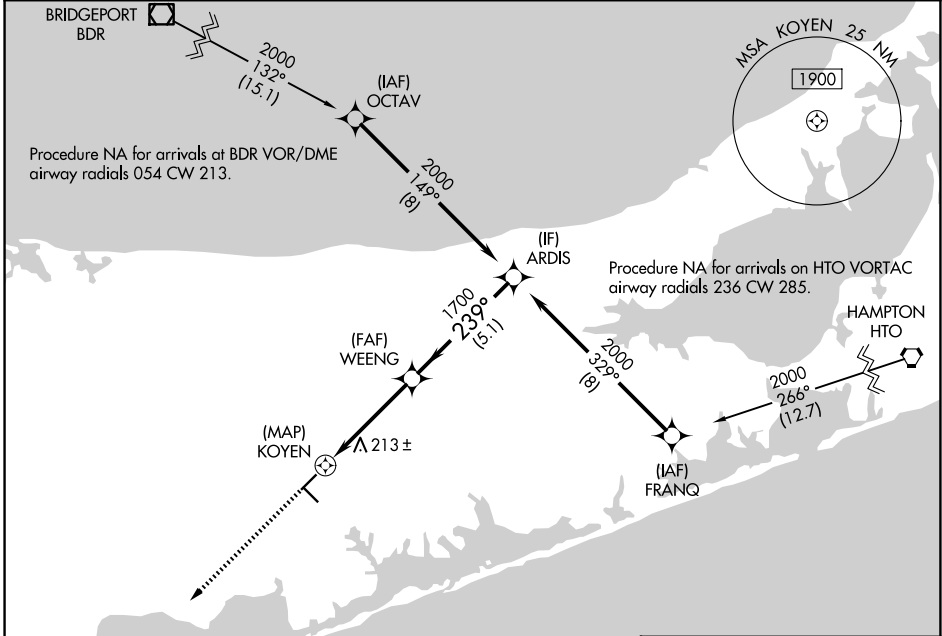 BRIDGEPORT
BDR
2000
132°
(15.1)
(IAF)
OCTAV
MSA KOYEN 25 NM
1900
Procedure NA for arrivals at BDR VOR/DME
airway radials 054 CW 213.
2000
149°
(8)
(IF)
ARDIS
Procedure NA for arrivals on HTO VORTAC
airway radials 236 CW 285.
HAMPTON
HTO
1700
239°
(5.1)
(FAF)
WEENG
2000
329°
(8)
2000
266°
(12.7)
(MAP)
KOYEN
213 ±
(IAF)
FRANQ